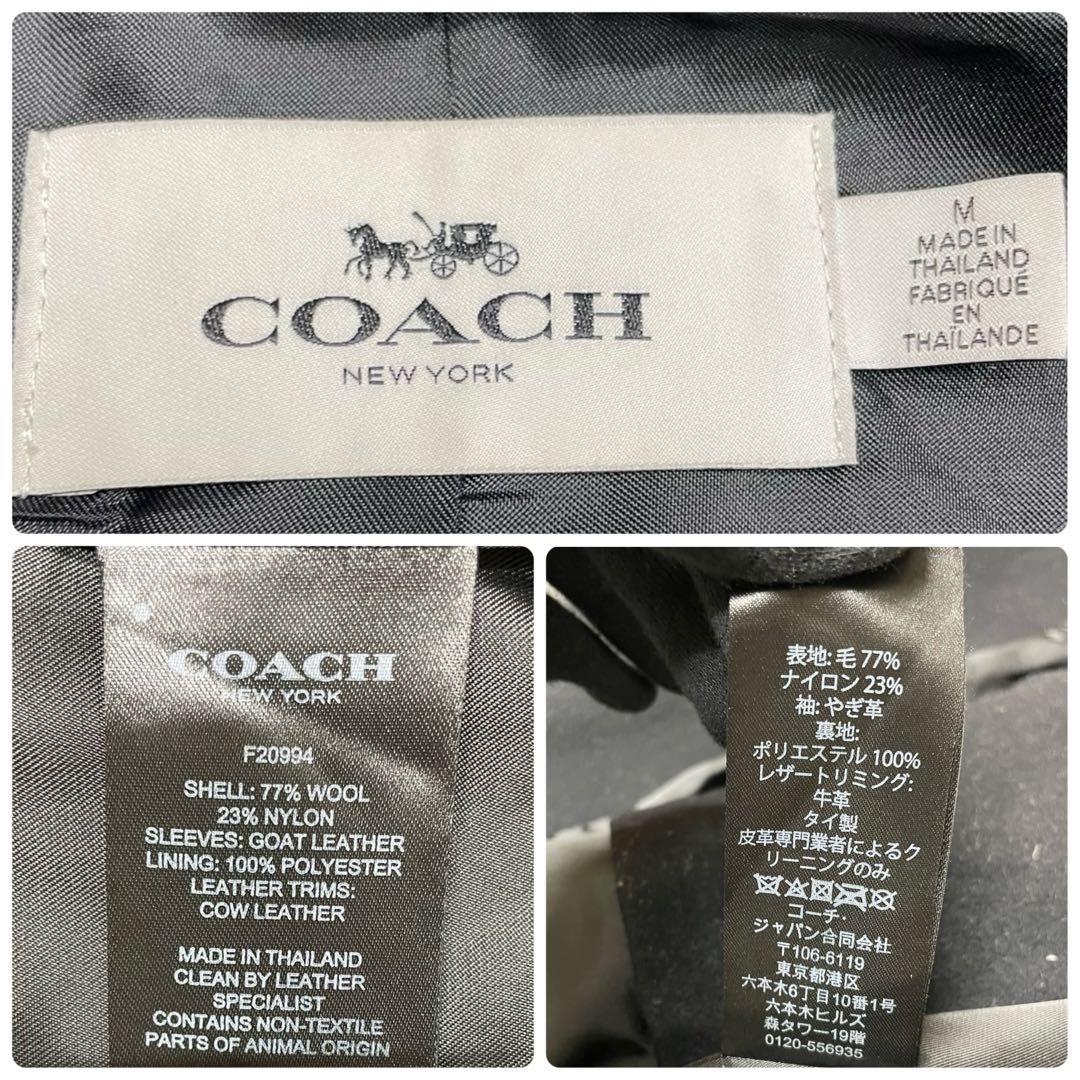 COACH
NEW YORK
M
MADE IN
THAILAND
FABRIQUÉ
EN
THAÏLANDE
COACH
NEW YORK
F20994
SHELL: 77% WOOL
23% NYLON
SLEEVES: GOAT LEATHER
LINING: 100% POLYESTER
LEATHER TRIMS:
COW LEATHER
MADE IN THAILAND
CLEAN BY LEATHER
SPECIALIST
CONTAINS NON-TEXTILE
PARTS OF ANIMAL ORIGIN
表地: 毛 77%
ナイロン 23%
袖: やぎ革
裏地:
ポリエステル 100%
レザートリミング:
牛革
タイ製
皮革専門業者によるク
リーニングのみ
コーチ・
ジャパン合同会社
〒106-6119
東京都港区
六本木6丁目10番1号
六本木ヒルズ
森タワー19階
0120-556935